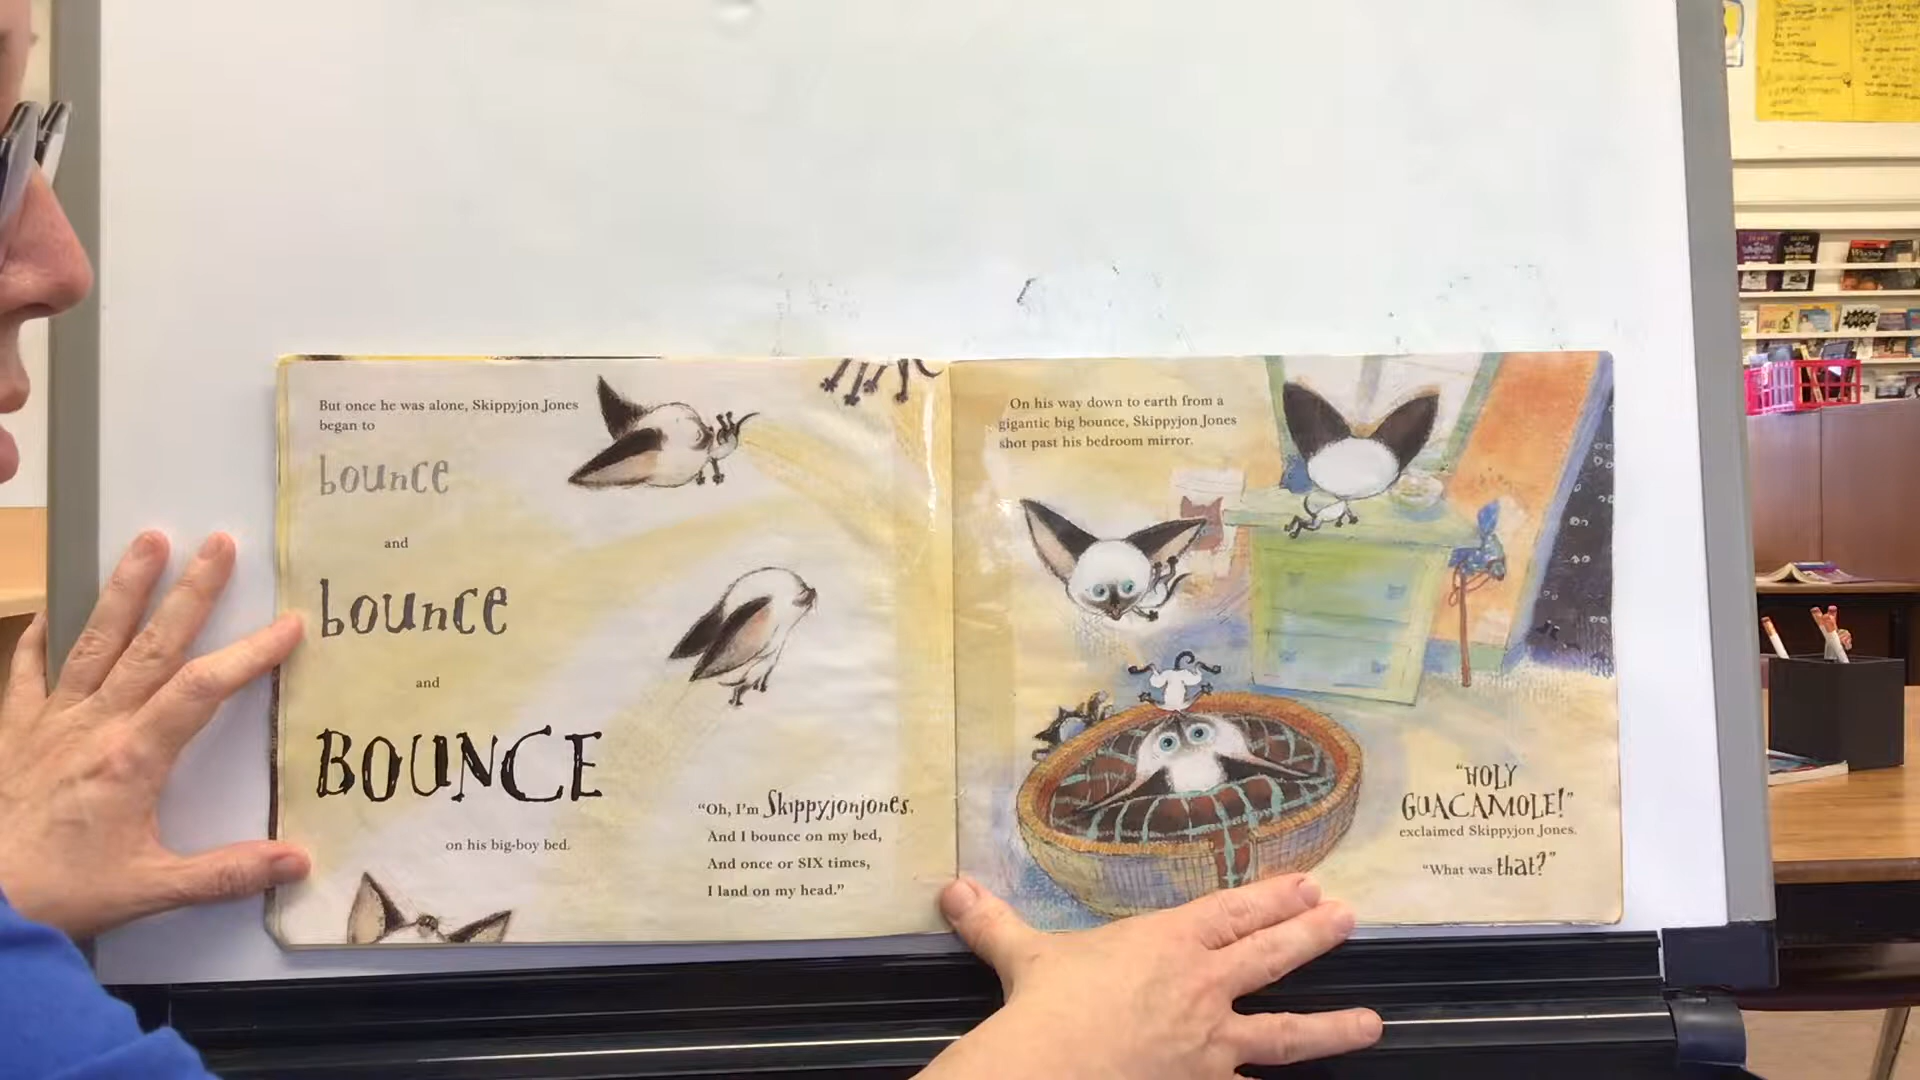 But once he was alone, Skippyjon Jones
began to
bounce
and
bounce
and
BOUNCE
on his big-boy bed.
"Oh, I'm Skippyjonjones,
And I bounce on my bed,
And once or SIX times,
I land on my head."
On his way down to earth from a
gigantic big bounce, Skippyjon Jones
shot past his bedroom mirror.
"HOLY
GUACAMOLE!"
exclaimed Skippyjon Jones.
"What was that?"